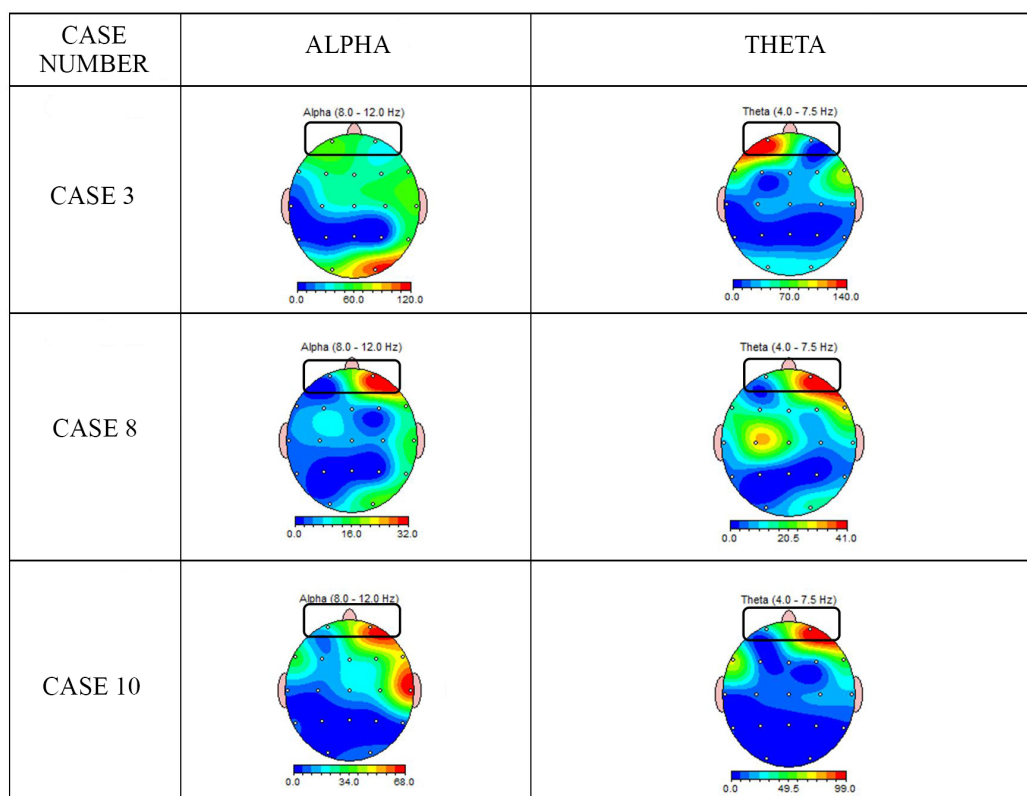 CASE NUMBER
ALPHA
THETA
CASE 3
Alpha (8.0 - 12.0 Hz)
0.0 60.0 120.0
Theta (4.0 - 7.5 Hz)
0.0 70.0 140.0
CASE 8
Alpha (8.0 - 12.0 Hz)
0.0 16.0 32.0
Theta (4.0 - 7.5 Hz)
0.0 20.5 41.0
CASE 10
Alpha (8.0 - 12.0 Hz)
0.0 34.0 68.0
Theta (4.0 - 7.5 Hz)
0.0 49.5 99.0